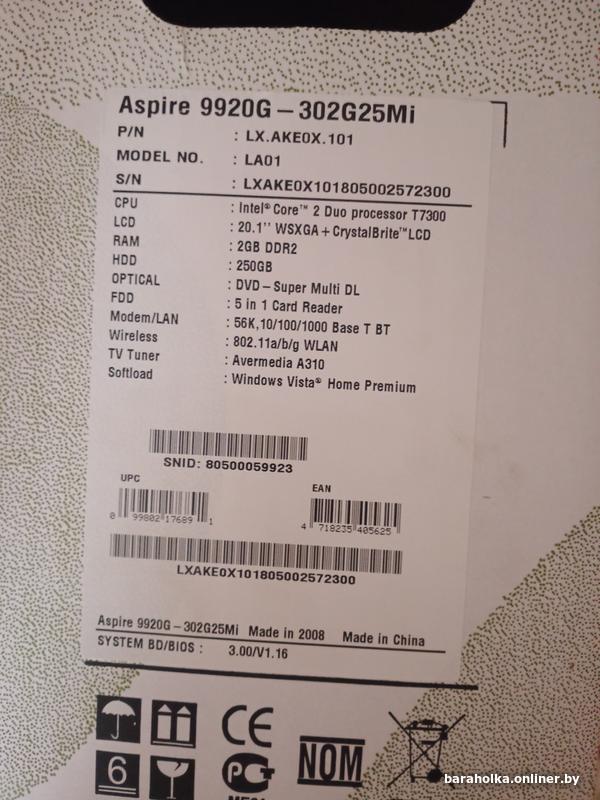 Aspire 9920G – 302G25Mi
P/N : LX.AKE0X.101
MODEL NO. : LA01
S/N : LXAKE0X101805002572300
CPU : Intel® Core™ 2 Duo processor T7300
LCD : 20.1'' WSXGA + CrystalBrite™ LCD
RAM : 2GB DDR2
HDD : 250GB
OPTICAL : DVD – Super Multi DL
FDD : 5 in 1 Card Reader
Modem/LAN : 56K,10/100/1000 Base T BT
Wireless : 802.11a/b/g WLAN
TV Tuner : Avermedia A310
Softload : Windows Vista® Home Premium
SNID: 80500059923
UPC EAN
0 99802 17689 1 4 718235 405625
LXAKE0X101805002572300
Aspire 9920G – 302G25Mi Made in 2008 Made in China
SYSTEM BD/BIOS : 3.00/V1.16
CE
6 NOM
baraholka.onliner.by